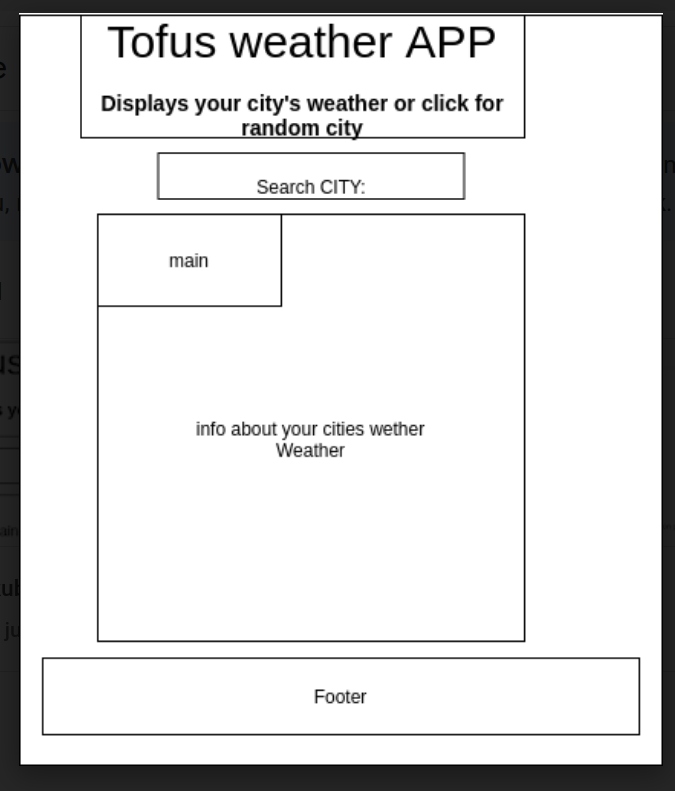 Tofus weather APP
Displays your city's weather or click for
random city
Search CITY:
main
info about your cities wether
Weather
Footer